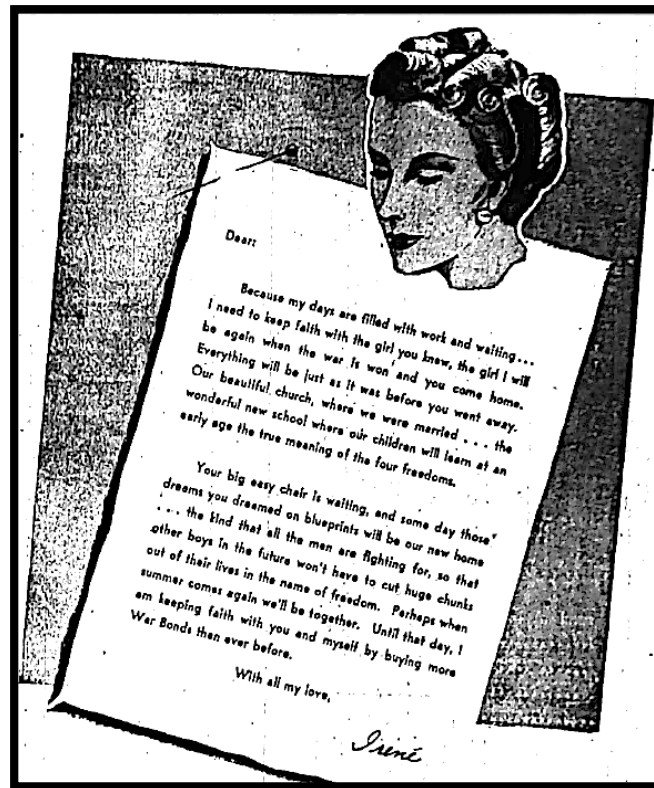 Dear:
Because my days are filled with work and waiting...
I need to keep faith with the girl you knew, the girl I will
be again when the war is won and you come home.
Everything will be just as it was before you went away.
Our beautiful church, where we were married . . . the
wonderful new school where our children will learn at an
early age the true meaning of the four freedoms.
Your big easy chair is waiting, and some day those
dreams you dreamed on blueprints will be our new home
. . . the kind that all the men are fighting for, so that
other boys in the future won't have to cut huge chunks
out of their lives in the name of freedom. Perhaps when
summer comes again we'll be together. Until that day, I
am keeping faith with you and myself by buying more
War Bonds than ever before.
With all my love,
Irene